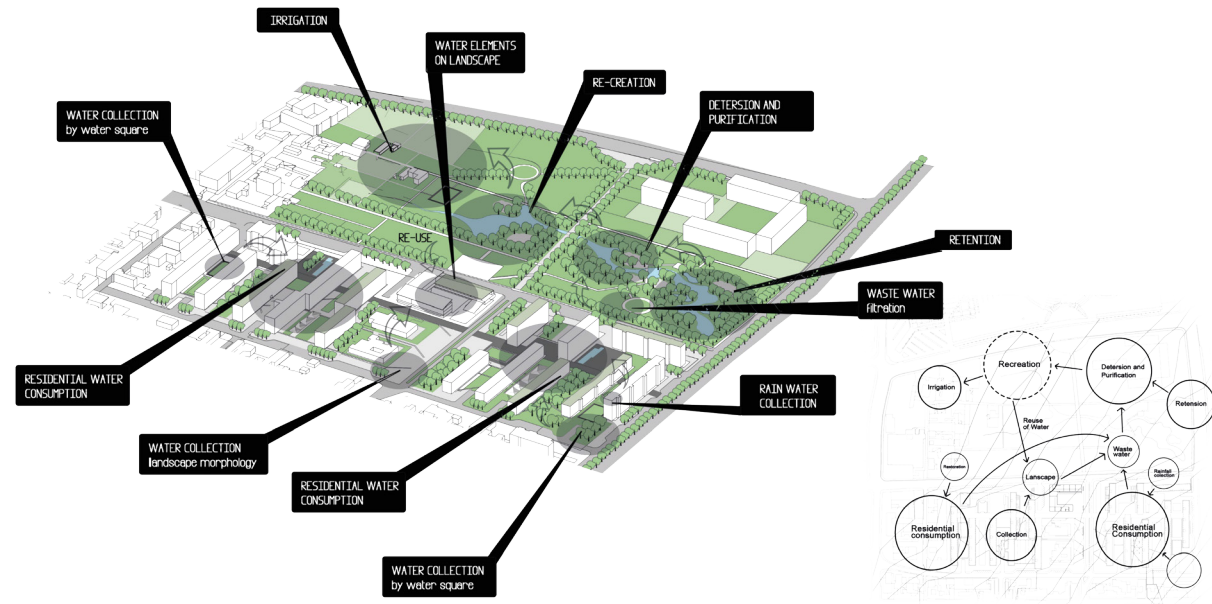 IRRIGATION
WATER ELEMENTS
ON LANDSCAPE
RE-CREATION
DETERSION AND
PURIFICATION
WATER COLLECTION
by water square
RE-USE
RETENTION
WASTE WATER
filtration
RESIDENTIAL WATER
CONSUMPTION
RAIN WATER
COLLECTION
WATER COLLECTION
landscape morphology
RESIDENTIAL WATER
CONSUMPTION
WATER COLLECTION
by water square
Recreation
Detersion and
Purification
Irrigation
Retension
Reuse
of Water
Waste
water
Restoration
Rainfall
collection
Lanscape
Residential
consumption
Collection
Residential
Consumption